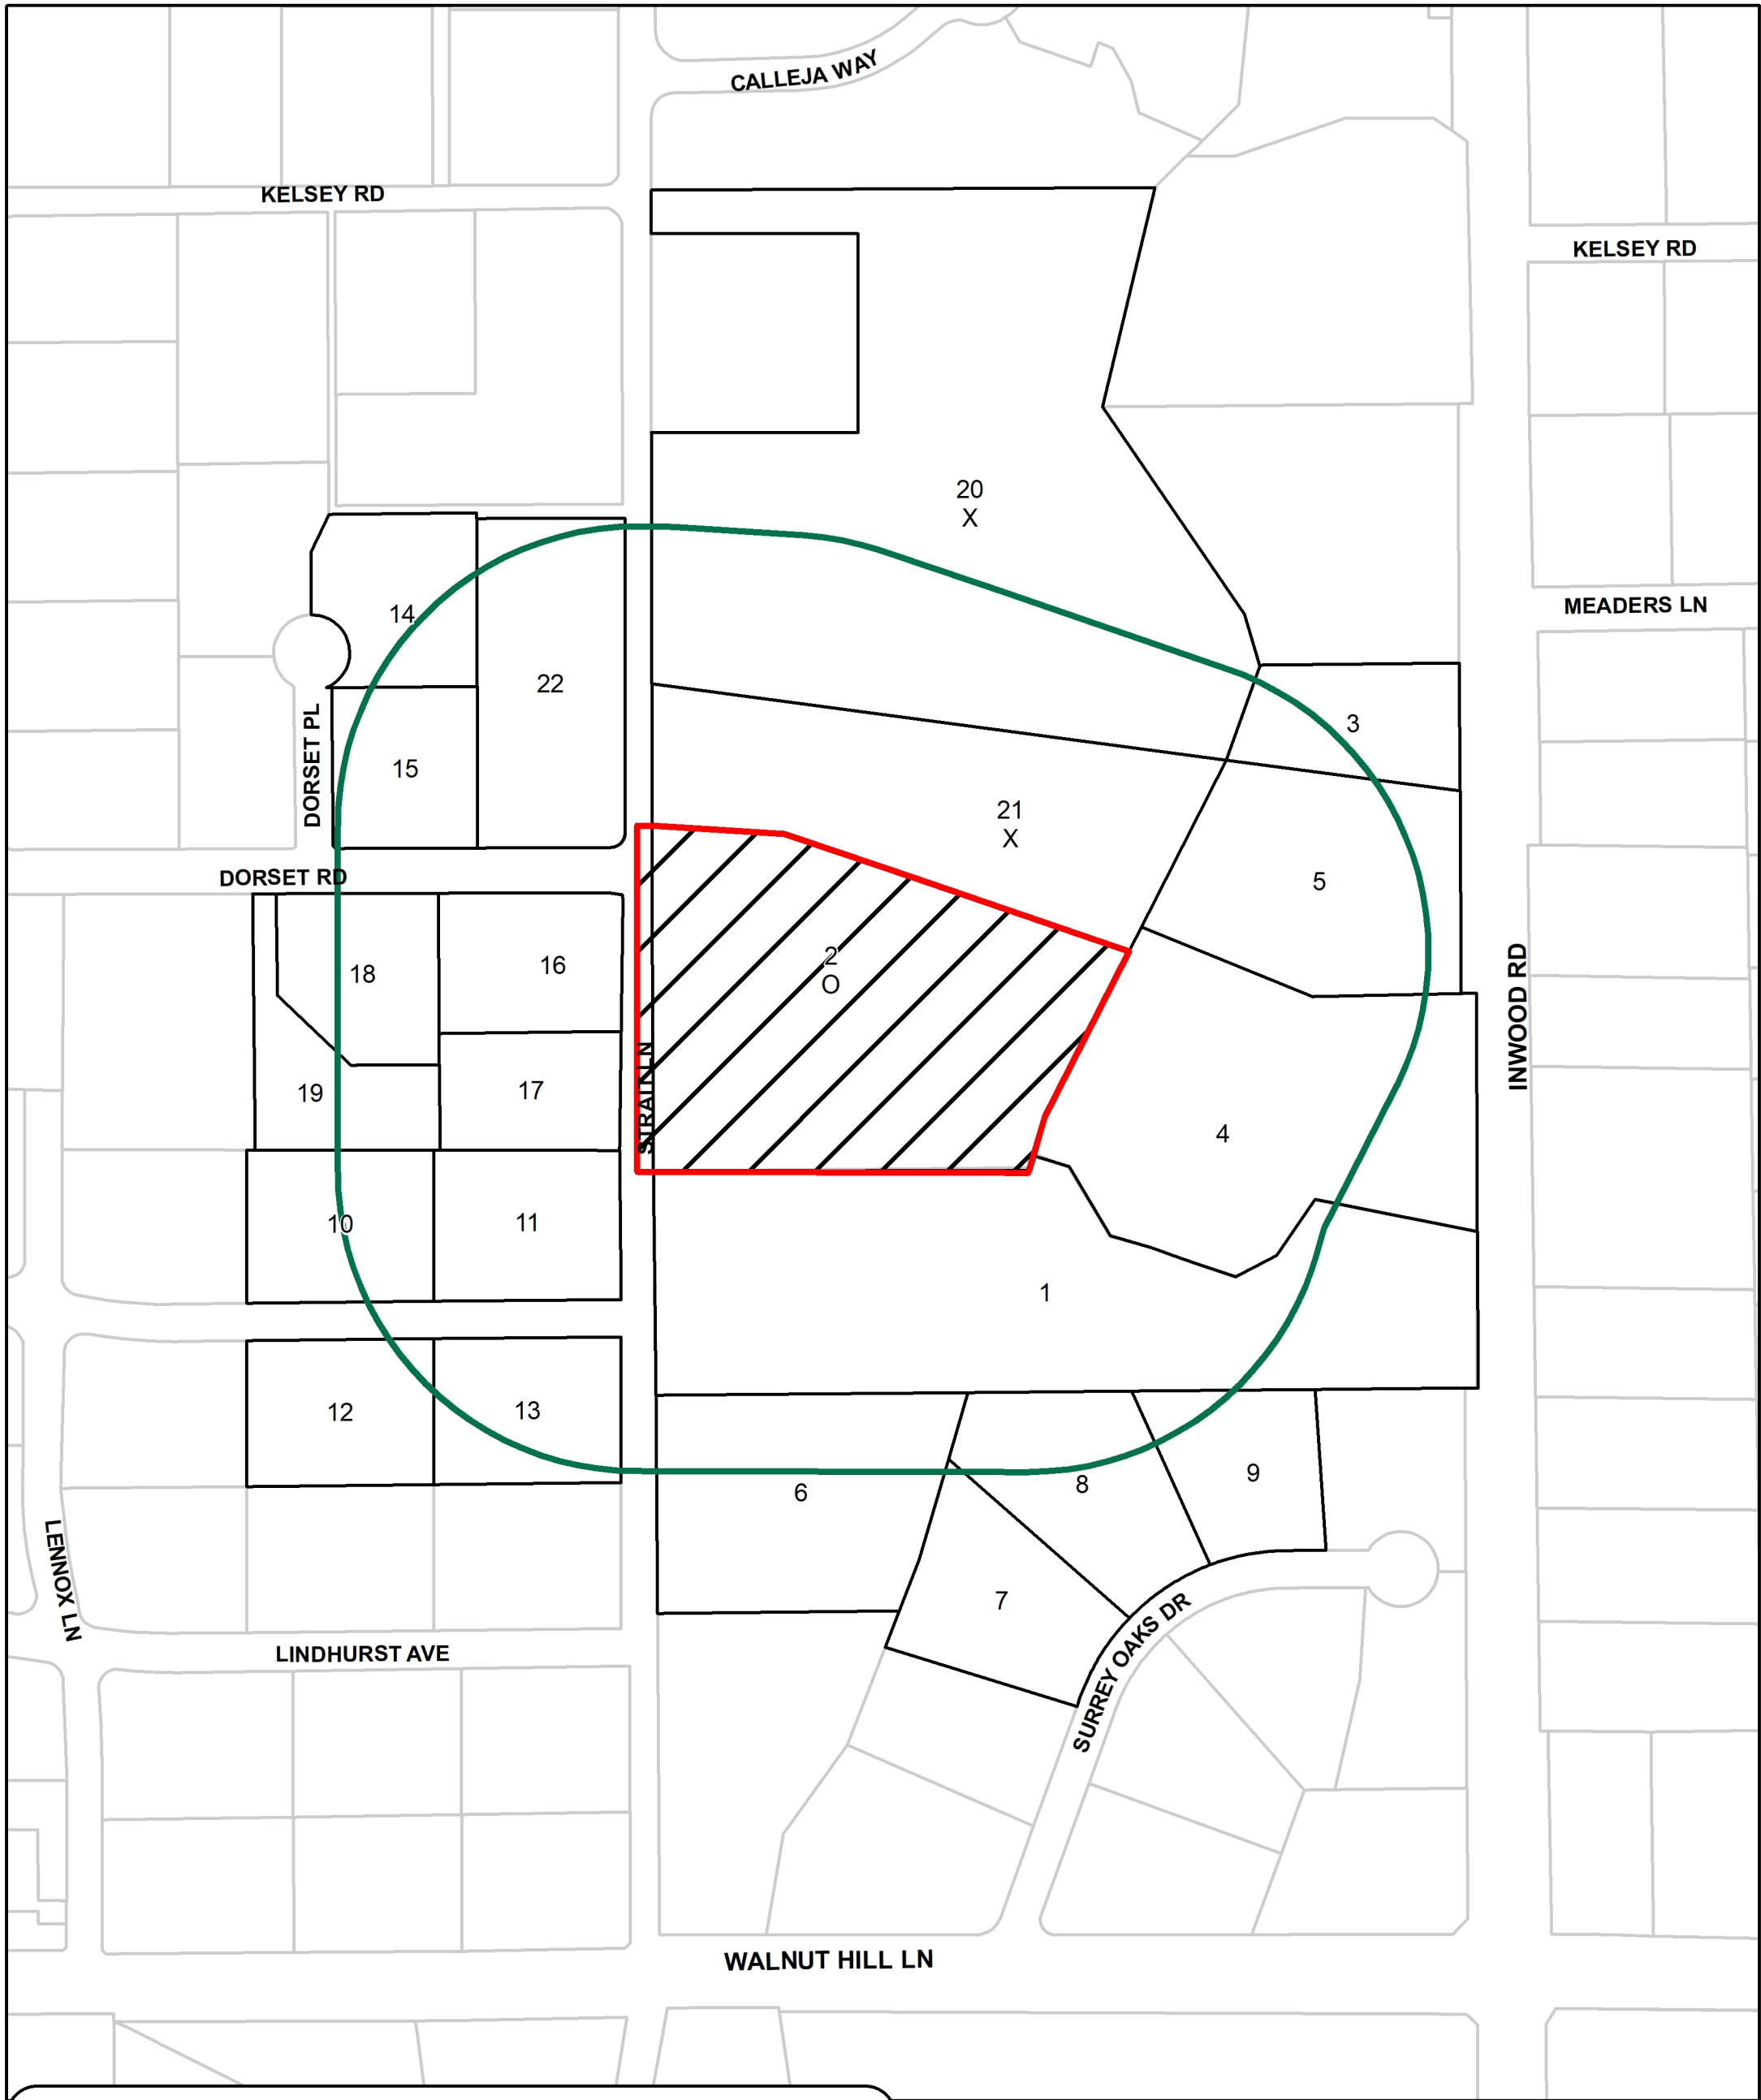 CALLEJA WAY
KELSEY RD
KELSEY RD
20
X
MEADERS LN
14
22
3
DORSET PL
15
21
X
DORSET RD
5
2
O
16
18
INWOOD RD
STRAIT LN
17
19
4
10
11
1
12
13
6
8
9
LENNOX LN
7
SURREY OAKS DR
LINDHURST AVE
WALNUT HILL LN